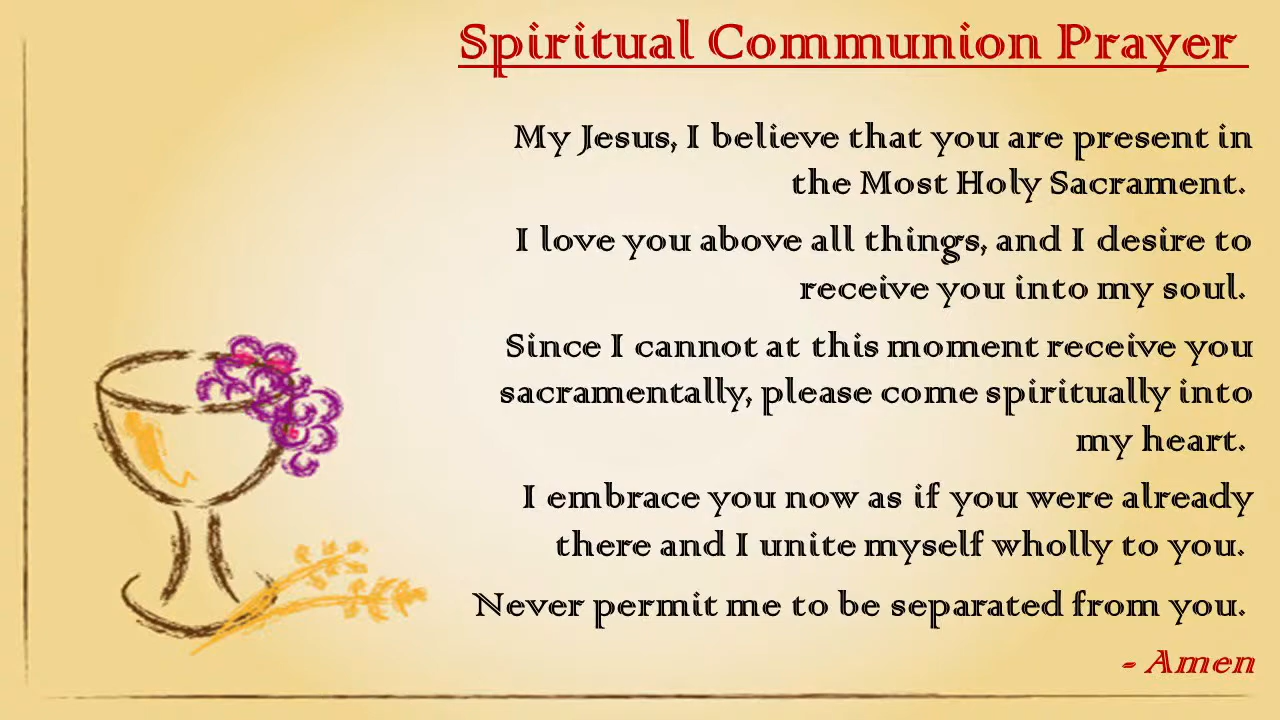 Spiritual Communion Prayer
My Jesus, I believe that you are present in
the Most Holy Sacrament.
I love you above all things, and I desire to
receive you into my soul.
Since I cannot at this moment receive you
sacramentally, please come spiritually into
my heart.
I embrace you now as if you were already
there and I unite myself wholly to you.
Never permit me to be separated from you.
- Amen